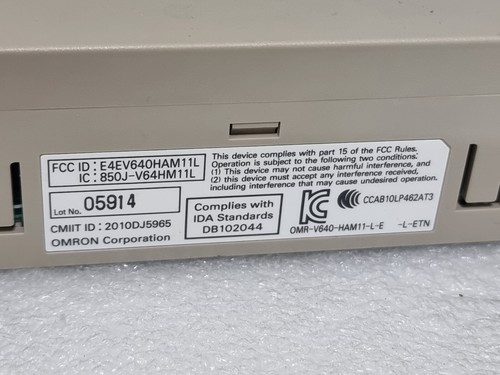 FCC ID : E4EV640HAM11L
IC : 850J-V64HM11L
This device complies with part 15 of the FCC Rules.
Operation is subject to the following two conditions:
(1) This device may not cause harmful interference, and
(2) this device must accept any interference received,
including interference that may cause undesired operation.
Lot No. 05914
CMIIT ID : 2010DJ5965
OMRON Corporation
Complies with
IDA Standards
DB102044
CCAB10LP462AT3
OMR-V640-HAM11-L-E -L-ETN